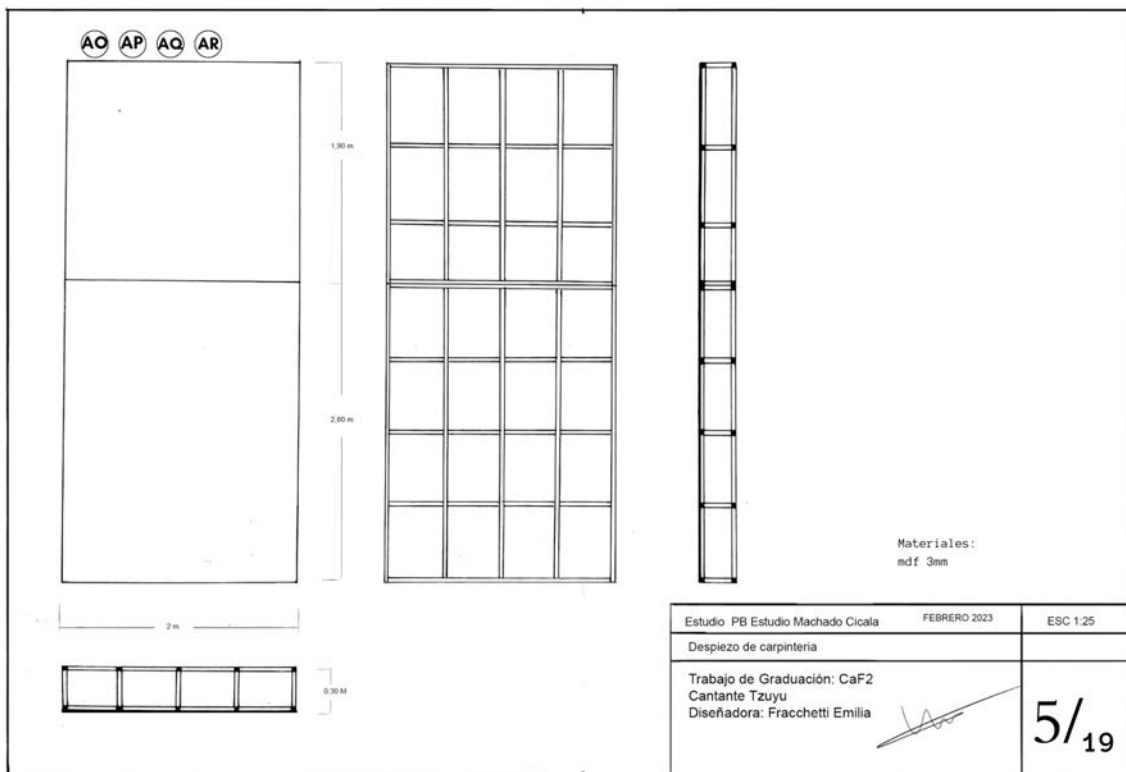 AO AP AQ AR
1,90 m
2,60 m
2 m
0.30 M
Materiales:
mdf 3mm
Estudio PB Estudio Machado Cicala FEBRERO 2023 ESC 1:25
Despiezo de carpinteria
Trabajo de Graduación: CaF2
Cantante Tzuyu
Diseñadora: Fracchetti Emilia
5/19